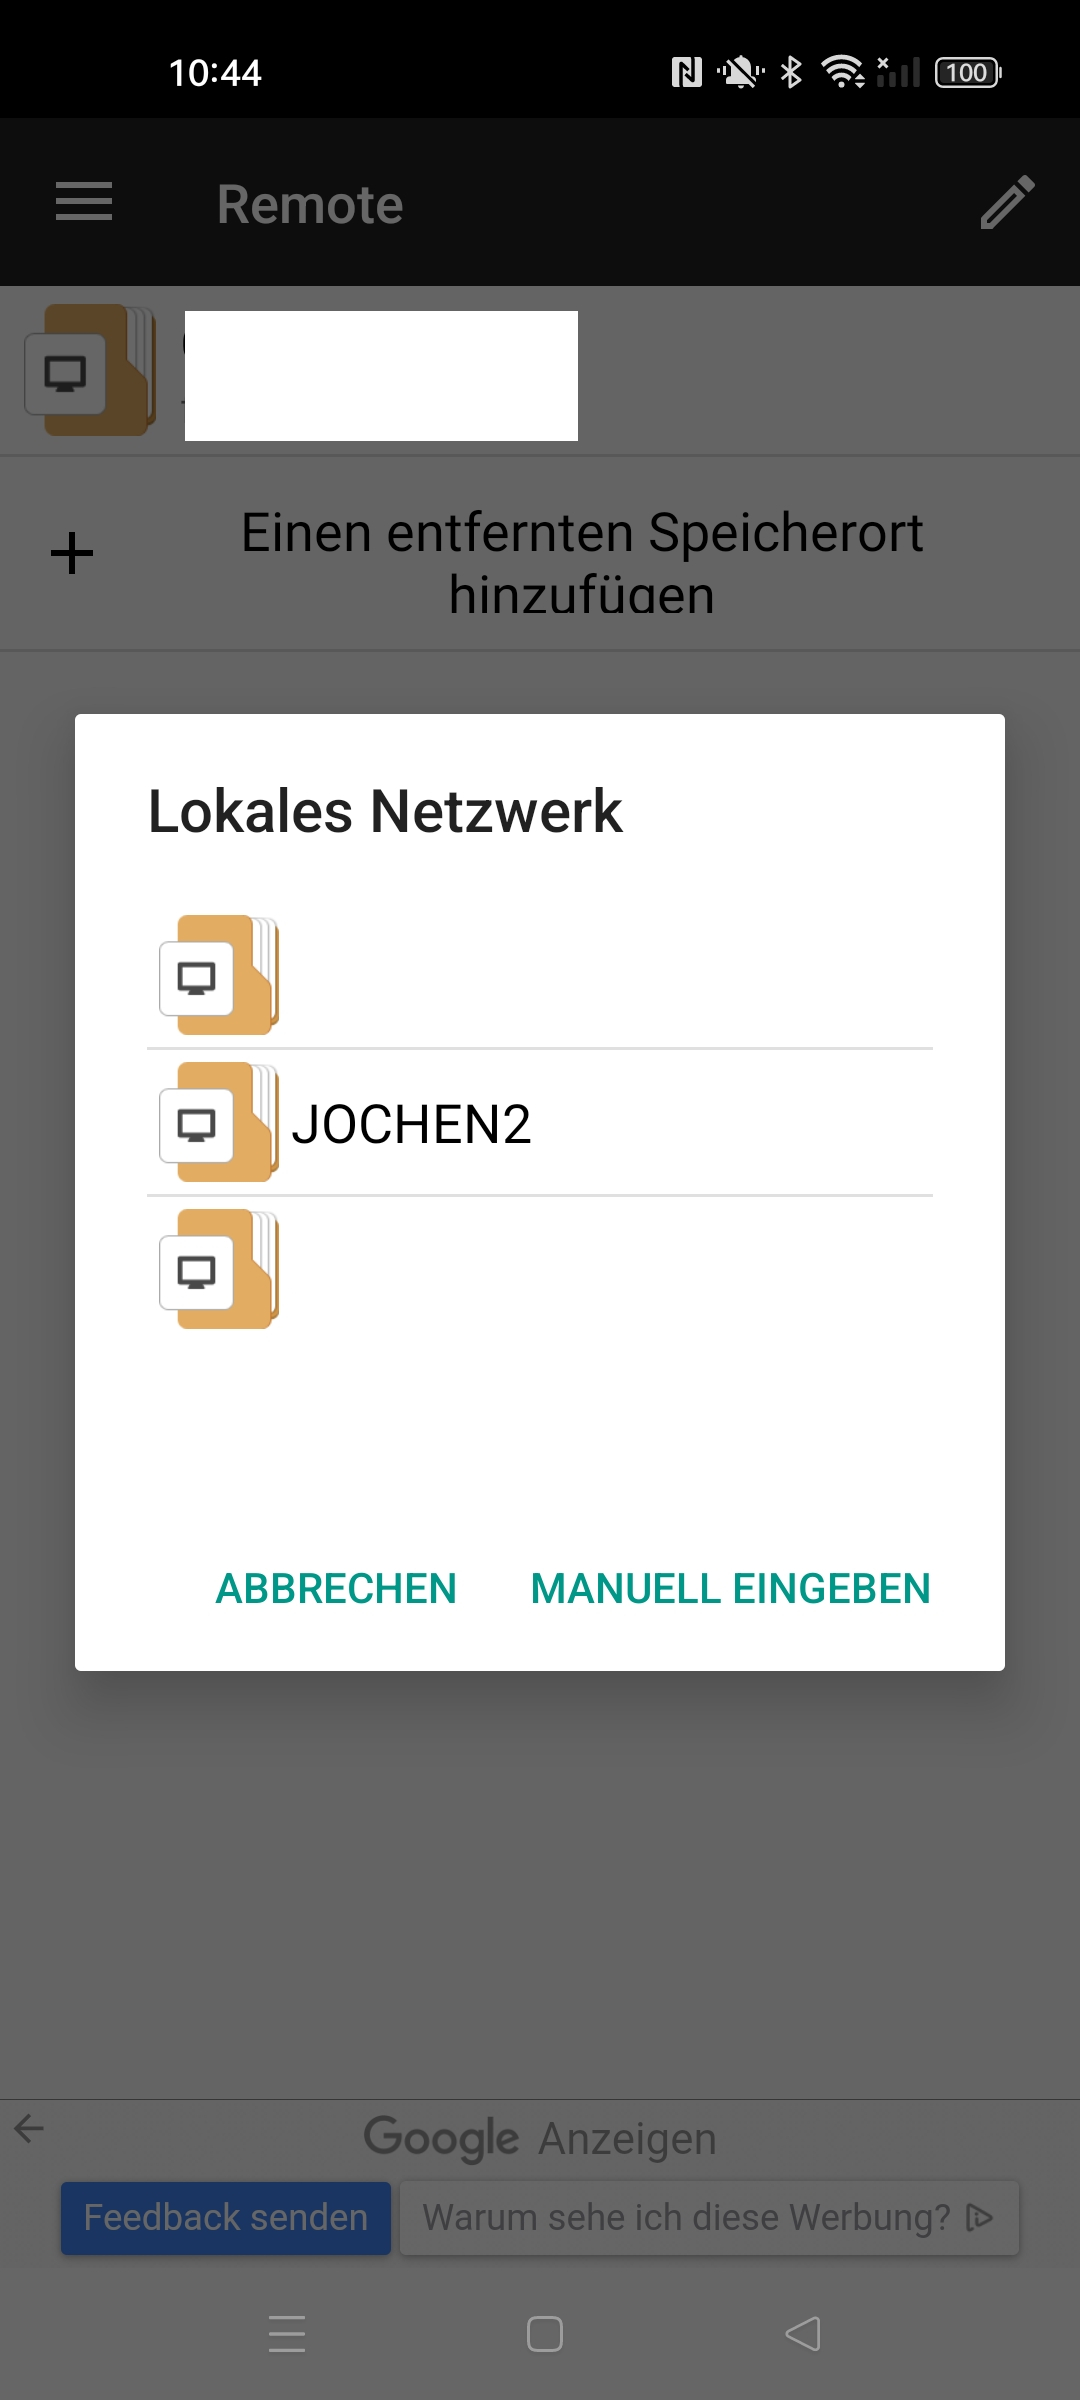 10:44
100
Remote
Einen entfernten Speicherort
hinzufügen
Lokales Netzwerk
JOCHEN2
ABBRECHEN
MANUELL EINGEBEN
Google Anzeigen
Feedback senden
Warum sehe ich diese Werbung?